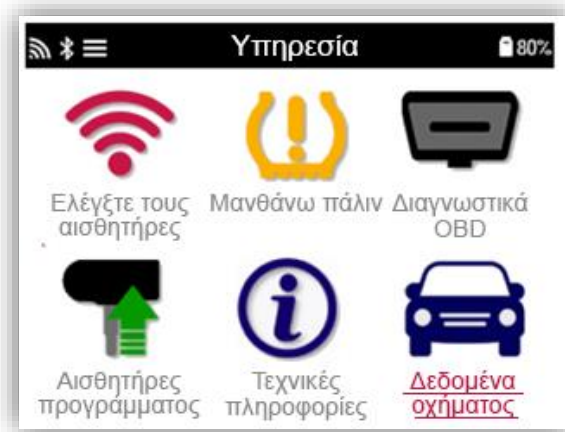 Υπηρεσία 80%
Ελέγξτε τους
αισθητήρες
Μανθάνω πάλιν
Διαγνωστικά
OBD
Αισθητήρες
προγράμματος
Τεχνικές
πληροφορίες
Δεδομένα
οχήματος